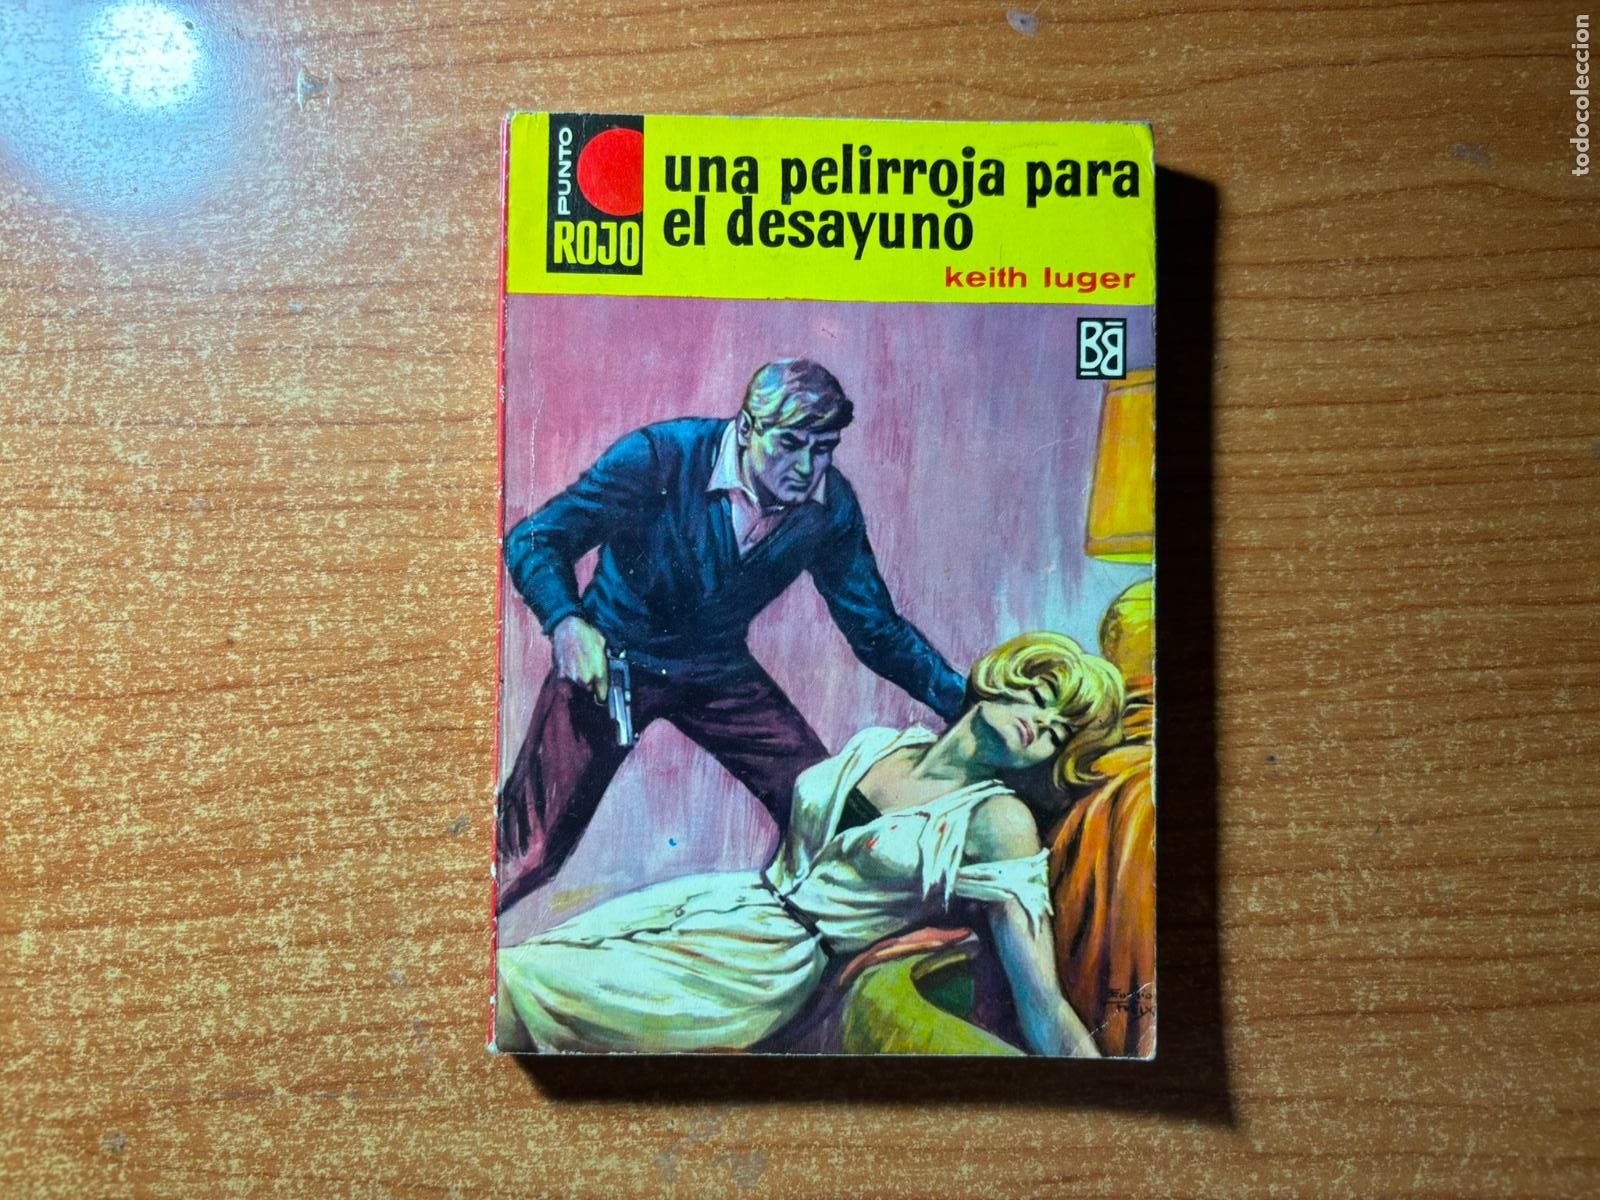 PUNTO
ROJO
una pelirroja para
el desayuno
keith luger
BB
todocoleccion